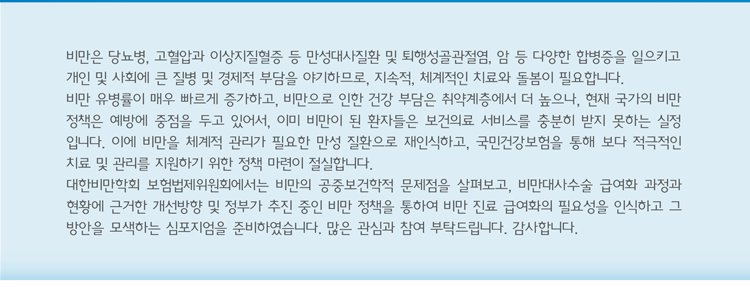 비만은 당뇨병, 고혈압과 이상지질혈증 등 만성대사질환 및 퇴행성골관절염, 암 등 다양한 합병증을 일으키고
개인 및 사회에 큰 질병 및 경제적 부담을 야기하므로, 지속적, 체계적인 치료와 돌봄이 필요합니다.
비만 유병률이 매우 빠르게 증가하고, 비만으로 인한 건강 부담은 취약계층에서 더 높으나, 현재 국가의 비만
정책은 예방에 중점을 두고 있어서, 이미 비만이 된 환자들은 보건의료 서비스를 충분히 받지 못하는 실정
입니다. 이에 비만을 체계적 관리가 필요한 만성 질환으로 재인식하고, 국민건강보험을 통해 보다 적극적인
치료 및 관리를 지원하기 위한 정책 마련이 절실합니다.
대한비만학회 보험법제위원회에서는 비만의 공중보건학적 문제점을 살펴보고, 비만대사수술 급여화 과정과
현황에 근거한 개선방향 및 정부가 추진 중인 비만 정책을 통하여 비만 진료 급여화의 필요성을 인식하고 그
방안을 모색하는 심포지엄을 준비하였습니다. 많은 관심과 참여 부탁드립니다. 감사합니다.